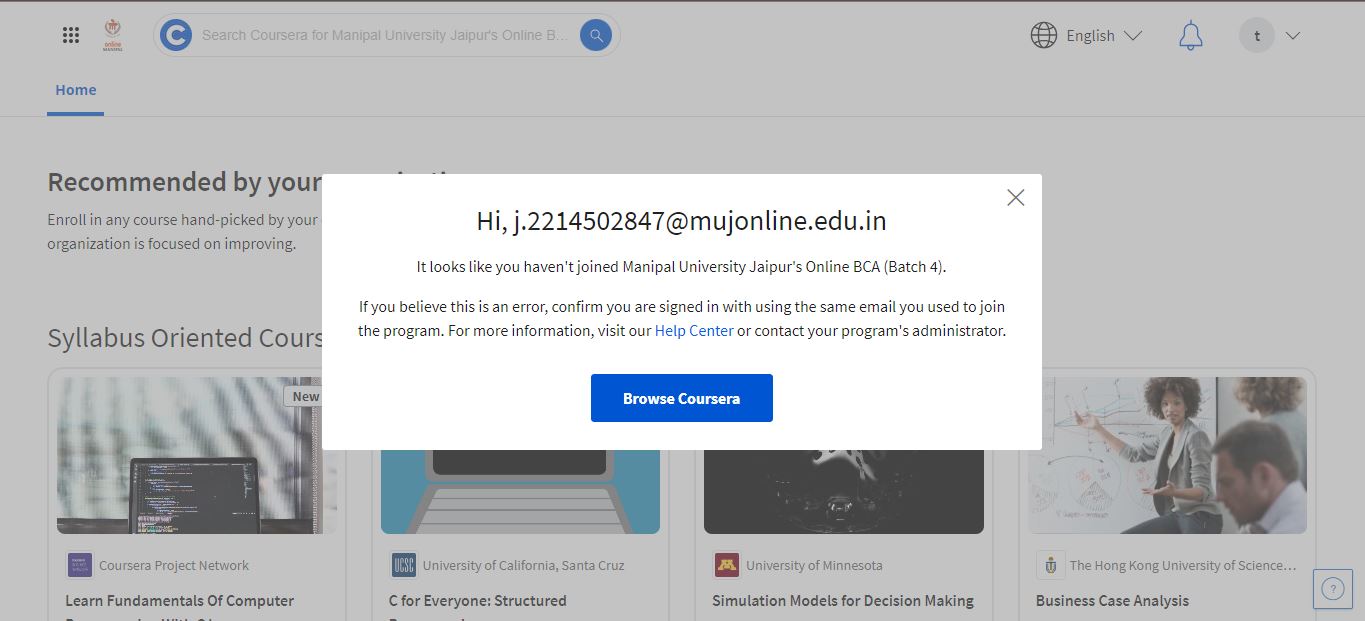 online
MANIPAL
Search Coursera for Manipal University Jaipur's Online B...
English
t
Home
Recommended by your
Enroll in any course hand-picked by your
organization is focused on improving.
Hi, j.2214502847@mujonline.edu.in
It looks like you haven't joined Manipal University Jaipur's Online BCA (Batch 4).
If you believe this is an error, confirm you are signed in with using the same email you used to join
the program. For more information, visit our Help Center or contact your program's administrator.
Browse Coursera
Syllabus Oriented Cours
New
Coursera Project Network
Learn Fundamentals Of Computer
UCSC
University of California, Santa Cruz
C for Everyone: Structured
University of Minnesota
Simulation Models for Decision Making
The Hong Kong University of Science...
Business Case Analysis
?